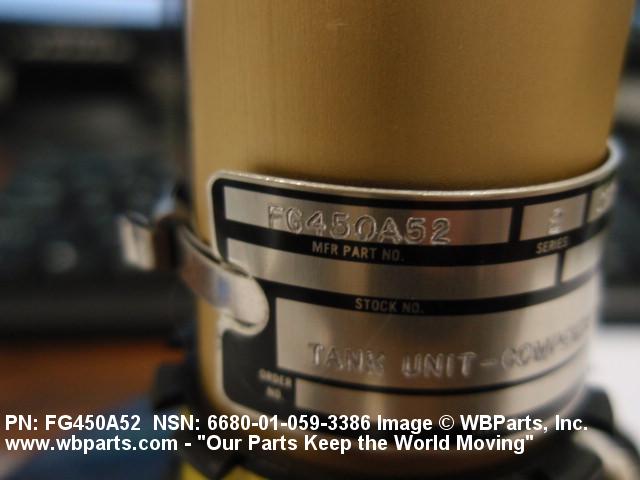 FG450A52 2
MFR PART NO. SERIES
STOCK NO.
TANK UNIT-
ORDER
NO.
PN: FG450A52 NSN: 6680-01-059-3386 Image © WBParts, Inc.
www.wbparts.com - "Our Parts Keep the World Moving"